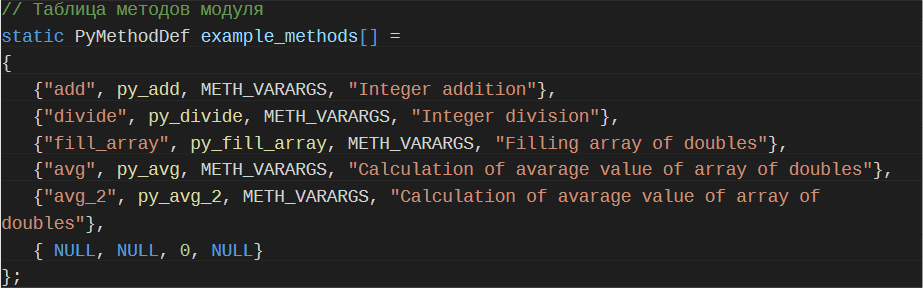 // Таблица методов модуля
static PyMethodDef example_methods[] =
{
   {"add", py_add, METH_VARARGS, "Integer addition"},
   {"divide", py_divide, METH_VARARGS, "Integer division"},
   {"fill_array", py_fill_array, METH_VARARGS, "Filling array of doubles"},
   {"avg", py_avg, METH_VARARGS, "Calculation of avarage value of array of doubles"},
   {"avg_2", py_avg_2, METH_VARARGS, "Calculation of avarage value of array of
doubles"},
   { NULL, NULL, 0, NULL}
};